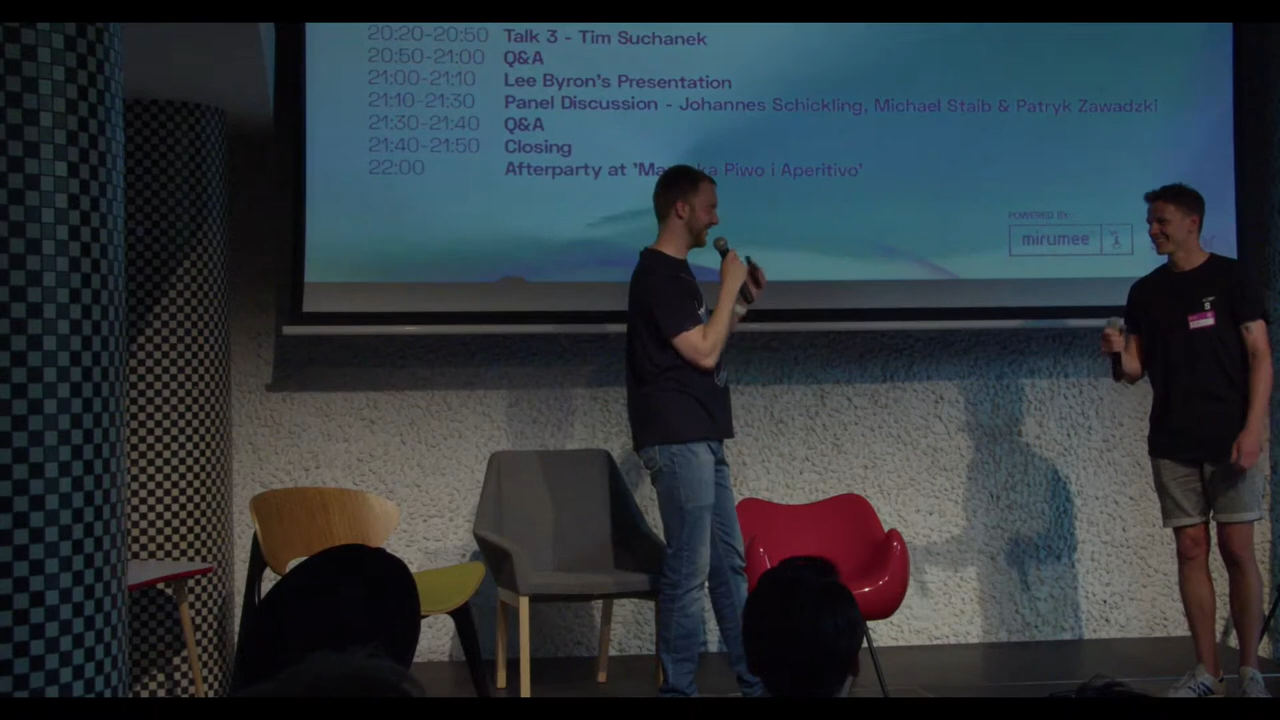 20:20-20:50 Talk 3 - Tim Suchanek
20:50-21:00 Q&A
21:00-21:10 Lee Byron's Presentation
21:10-21:30 Panel Discussion - Johannes Schickling, Michael Staib & Patryk Zawadzki
21:30-21:40 Q&A
21:40-21:50 Closing
22:00 Afterparty at 'Ma ka Piwo i Aperitivo'
POWERED BY:
mirumee